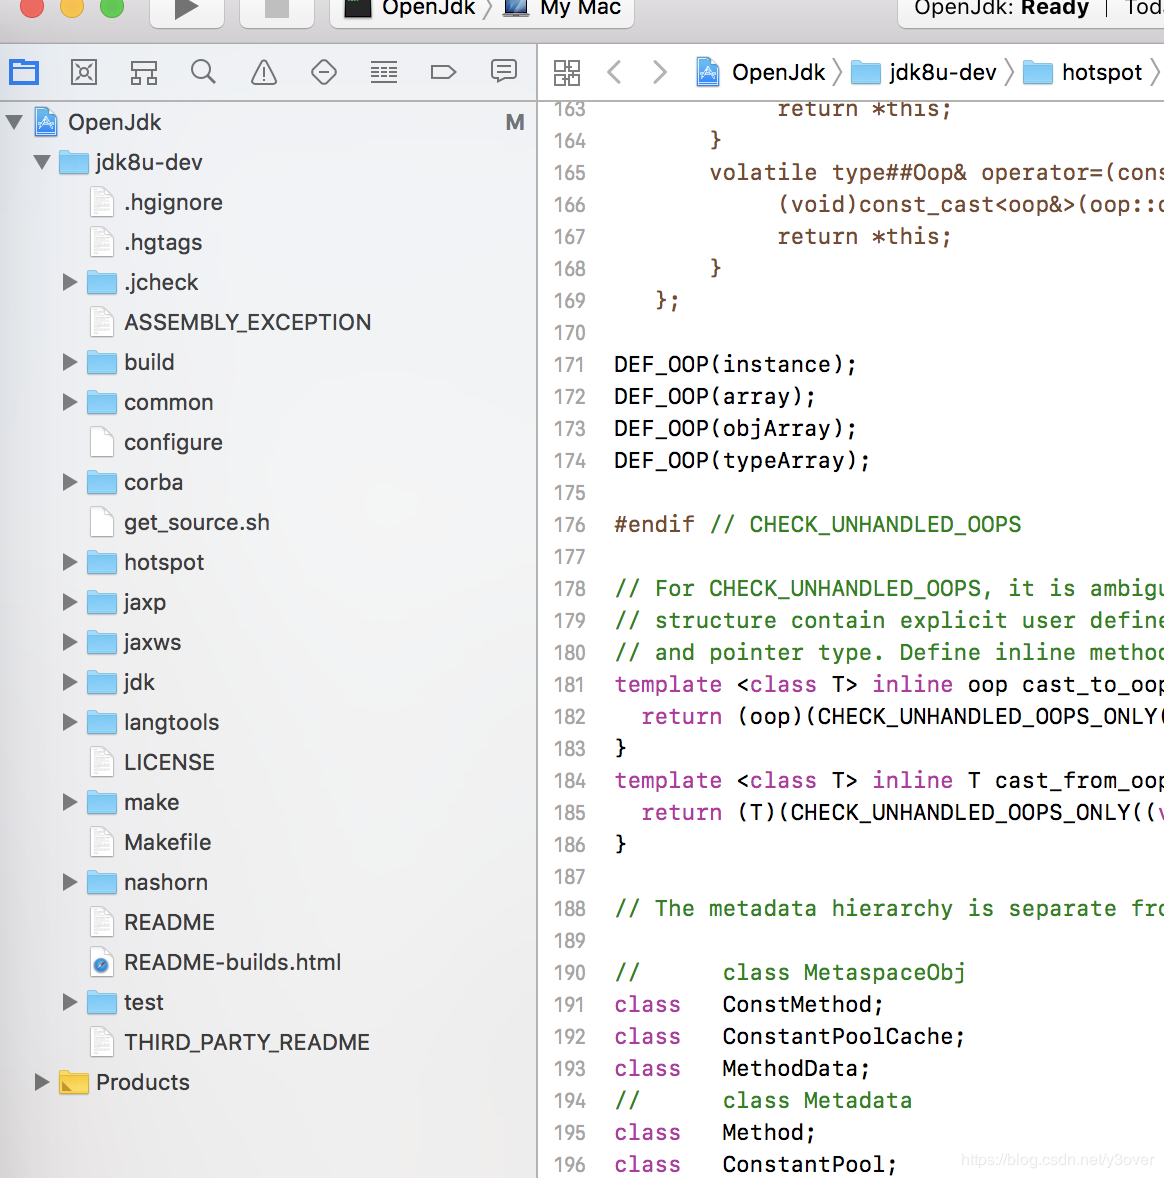 OpenJdk My Mac
OpenJdk: Ready
OpenJdk jdk8u-dev hotspot
OpenJdk M
jdk8u-dev
.hgignore
.hgtags
.jcheck
ASSEMBLY_EXCEPTION
build
common
configure
corba
get_source.sh
hotspot
jaxp
jaxws
jdk
langtools
LICENSE
make
Makefile
nashorn
README
README-builds.html
test
THIRD_PARTY_README
Products
163 return *this;
164 }
165 volatile type##Oop& operator=(cons
166 (void)const_cast<oop&>(oop::o
167 return *this;
168 }
169 };
170
171 DEF_OOP(instance);
172 DEF_OOP(array);
173 DEF_OOP(objArray);
174 DEF_OOP(typeArray);
175
176 #endif // CHECK_UNHANDLED_OOPS
177
178 // For CHECK_UNHANDLED_OOPS, it is ambigu
179 // structure contain explicit user define
180 // and pointer type. Define inline method
181 template <class T> inline oop cast_to_oop
182 return (oop)(CHECK_UNHANDLED_OOPS_ONLY(
183 }
184 template <class T> inline T cast_from_oop
185 return (T)(CHECK_UNHANDLED_OOPS_ONLY((v
186 }
187
188 // The metadata hierarchy is separate fro
189
190 // class MetaspaceObj
191 class ConstMethod;
192 class ConstantPoolCache;
193 class MethodData;
194 // class Metadata
195 class Method;
196 class ConstantPool;
https://blog.csdn.net/y3over